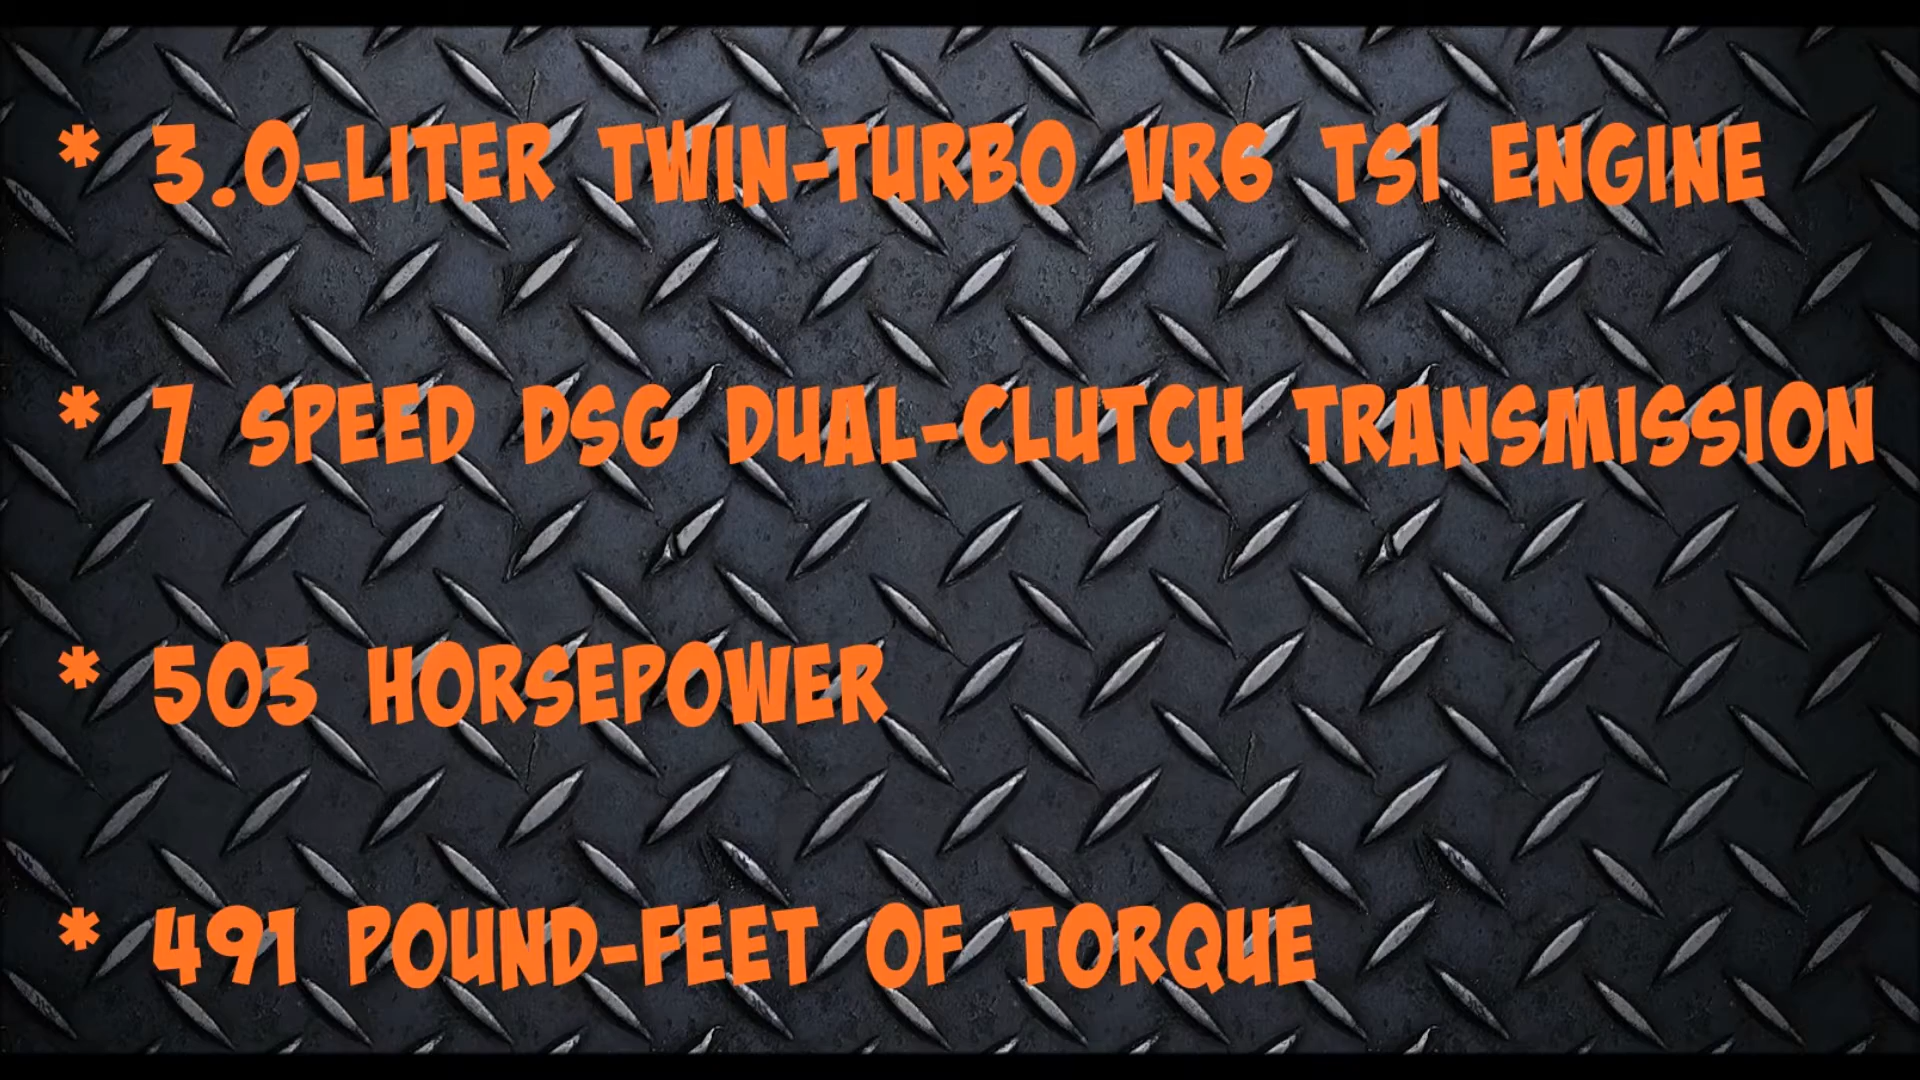 * 3.0-LITER TWIN-TURBO VR6 TSI ENGINE
* 7 SPEED DSG DUAL-CLUTCH TRANSMISSION
* 503 HORSEPOWER
* 491 POUND-FEET OF TORQUE